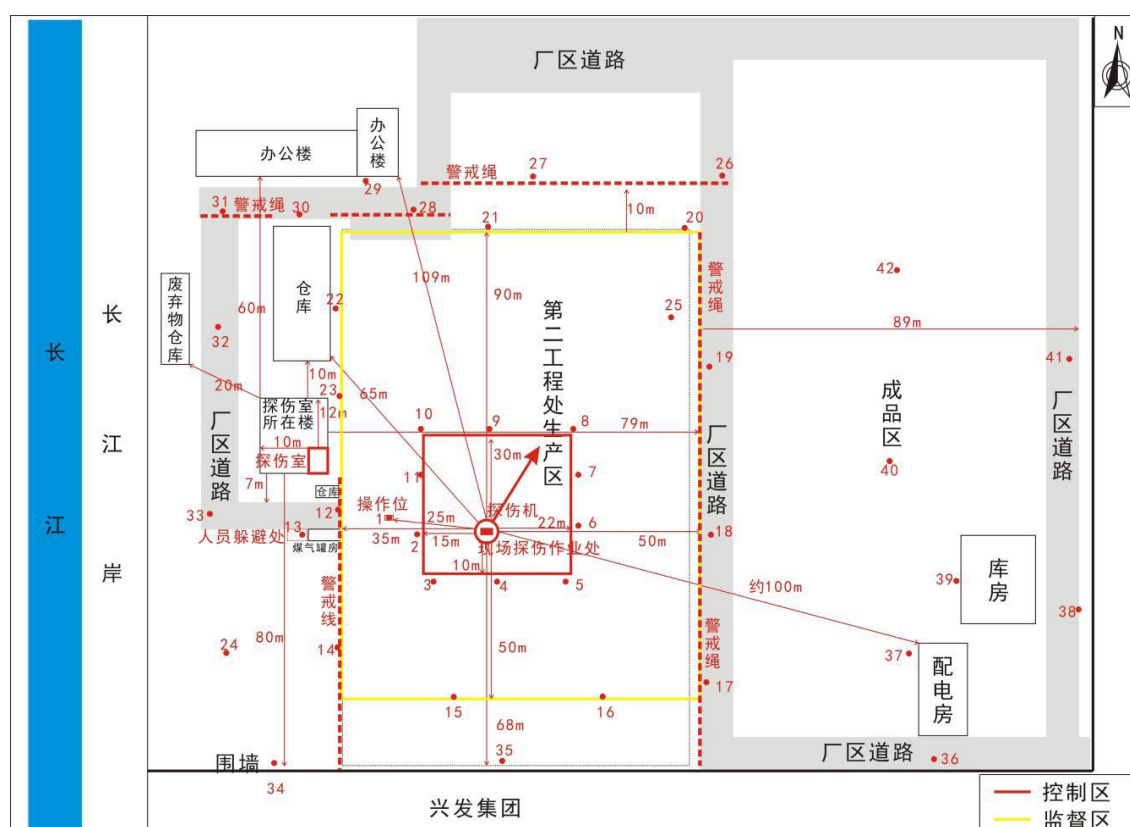 N
厂区道路
办公楼
办公楼
警戒绳
27
26
29
31
警戒绳
30
28
21
20
10m
109m
90m
42
警戒绳
废弃物仓库
60m
仓库
22
25
第二工程处生产区
长江岸
长江
32
89m
19
41
20m
10m
23
65m
探伤室所在楼
12m
10
9
8
79m
成品区
厂区道路
厂区道路
厂区道路
10m
探伤室
30m
11
7
40
7m
仓库
操作位
1
25m
探伤机
22m
6
33
12
人员躲避处
13
煤气罐房
35m
2
15m
现场探伤作业处
50m
18
10m
3
4
5
约100m
39
库房
38
警戒线
80m
24
14
50m
警戒绳
37
配电房
17
15
16
68m
35
围墙
34
厂区道路
36
兴发集团
控制区
监督区